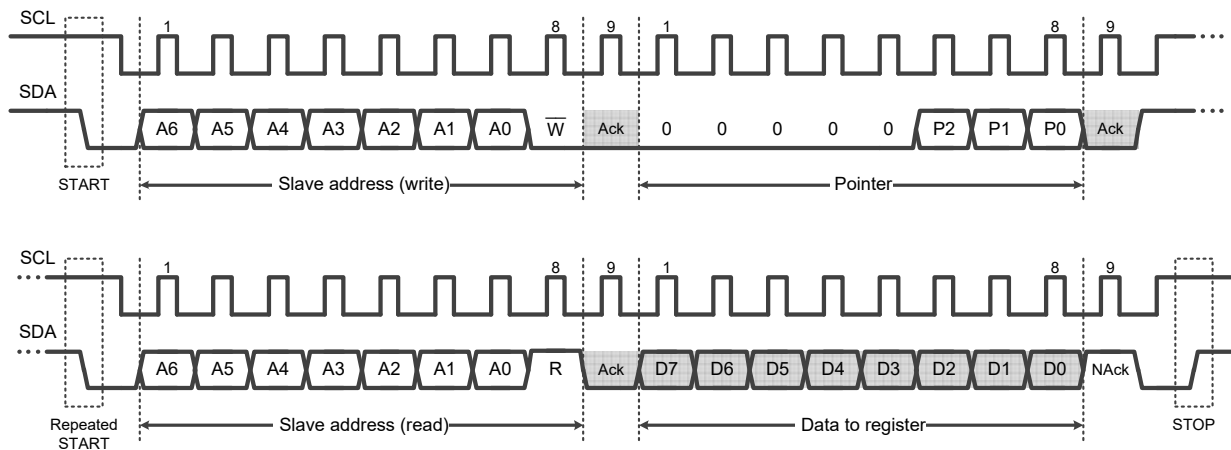 SCL
1 8 9 1 8 9
SDA
A6 A5 A4 A3 A2 A1 A0 W̅ Ack 0 0 0 0 0 P2 P1 P0 Ack
START
Slave address (write)
Pointer
SCL
1 8 9 1 8 9
SDA
A6 A5 A4 A3 A2 A1 A0 R Ack D7 D6 D5 D4 D3 D2 D1 D0 NAck
Repeated
START
Slave address (read)
Data to register
STOP